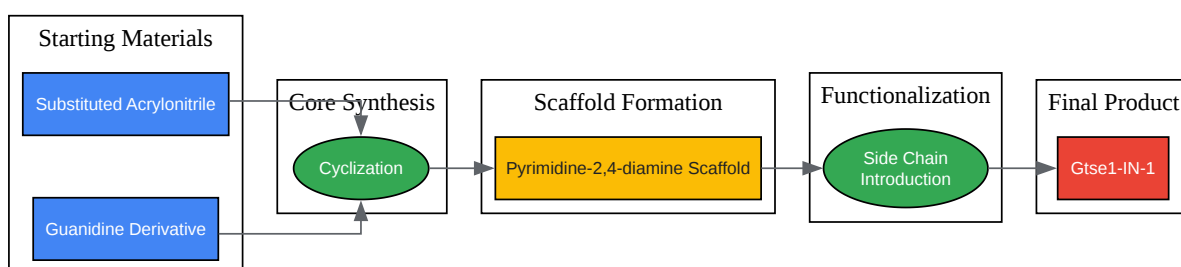 Starting Materials
Substituted Acrylonitrile
Guanidine Derivative
Core Synthesis
Cyclization
Scaffold Formation
Pyrimidine-2,4-diamine Scaffold
Functionalization
Side Chain
Introduction
Final Product
Gtse1-IN-1